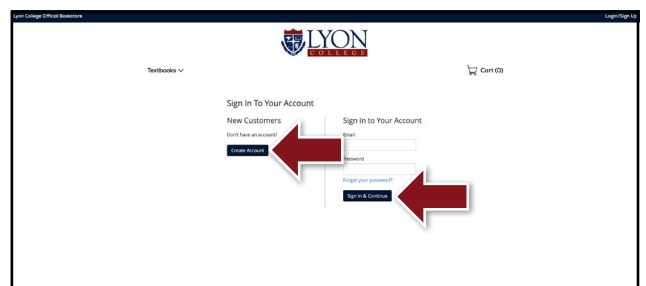 Lyon College Official Bookstore
Login/Sign Up
LYON
COLLEGE
Textbooks
Cart (0)
Sign In To Your Account
New Customers
Don't have an account?
Create Account
Sign In to Your Account
Email
Password
Forgot your password?
Sign In & Continue